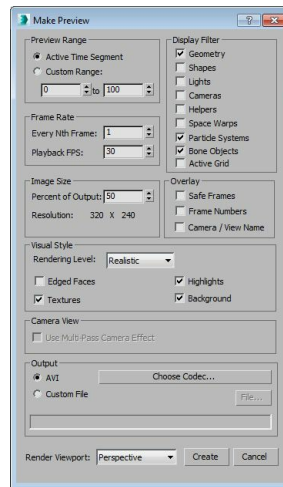 Make Preview
Preview Range
Active Time Segment
Custom Range:
0 to 100
Frame Rate
Every Nth Frame: 1
Playback FPS: 30
Image Size
Percent of Output: 50
Resolution: 320 X 240
Display Filter
Geometry
Shapes
Lights
Cameras
Helpers
Space Warps
Particle Systems
Bone Objects
Active Grid
Overlay
Safe Frames
Frame Numbers
Camera / View Name
Visual Style
Rendering Level: Realistic
Edged Faces
Highlights
Textures
Background
Camera View
Use Multi-Pass Camera Effect
Output
AVI
Choose Codec...
Custom File
File...
Render Viewport: Perspective
Create
Cancel